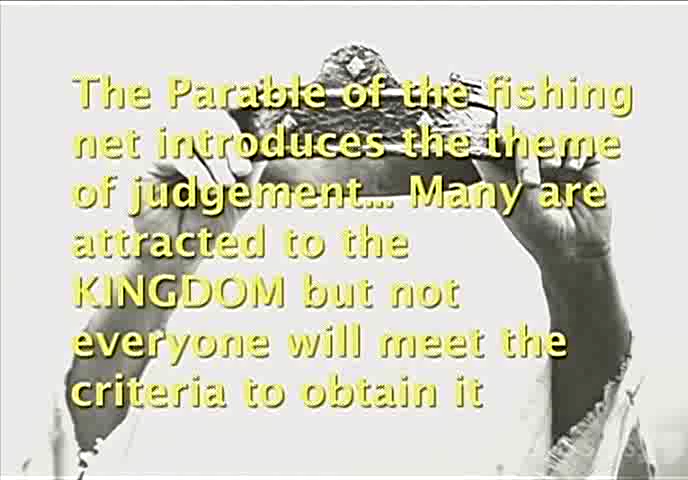 The Parable of the fishing
net introduces the theme
of judgement... Many are
attracted to the
KINGDOM but not
everyone will meet the
criteria to obtain it